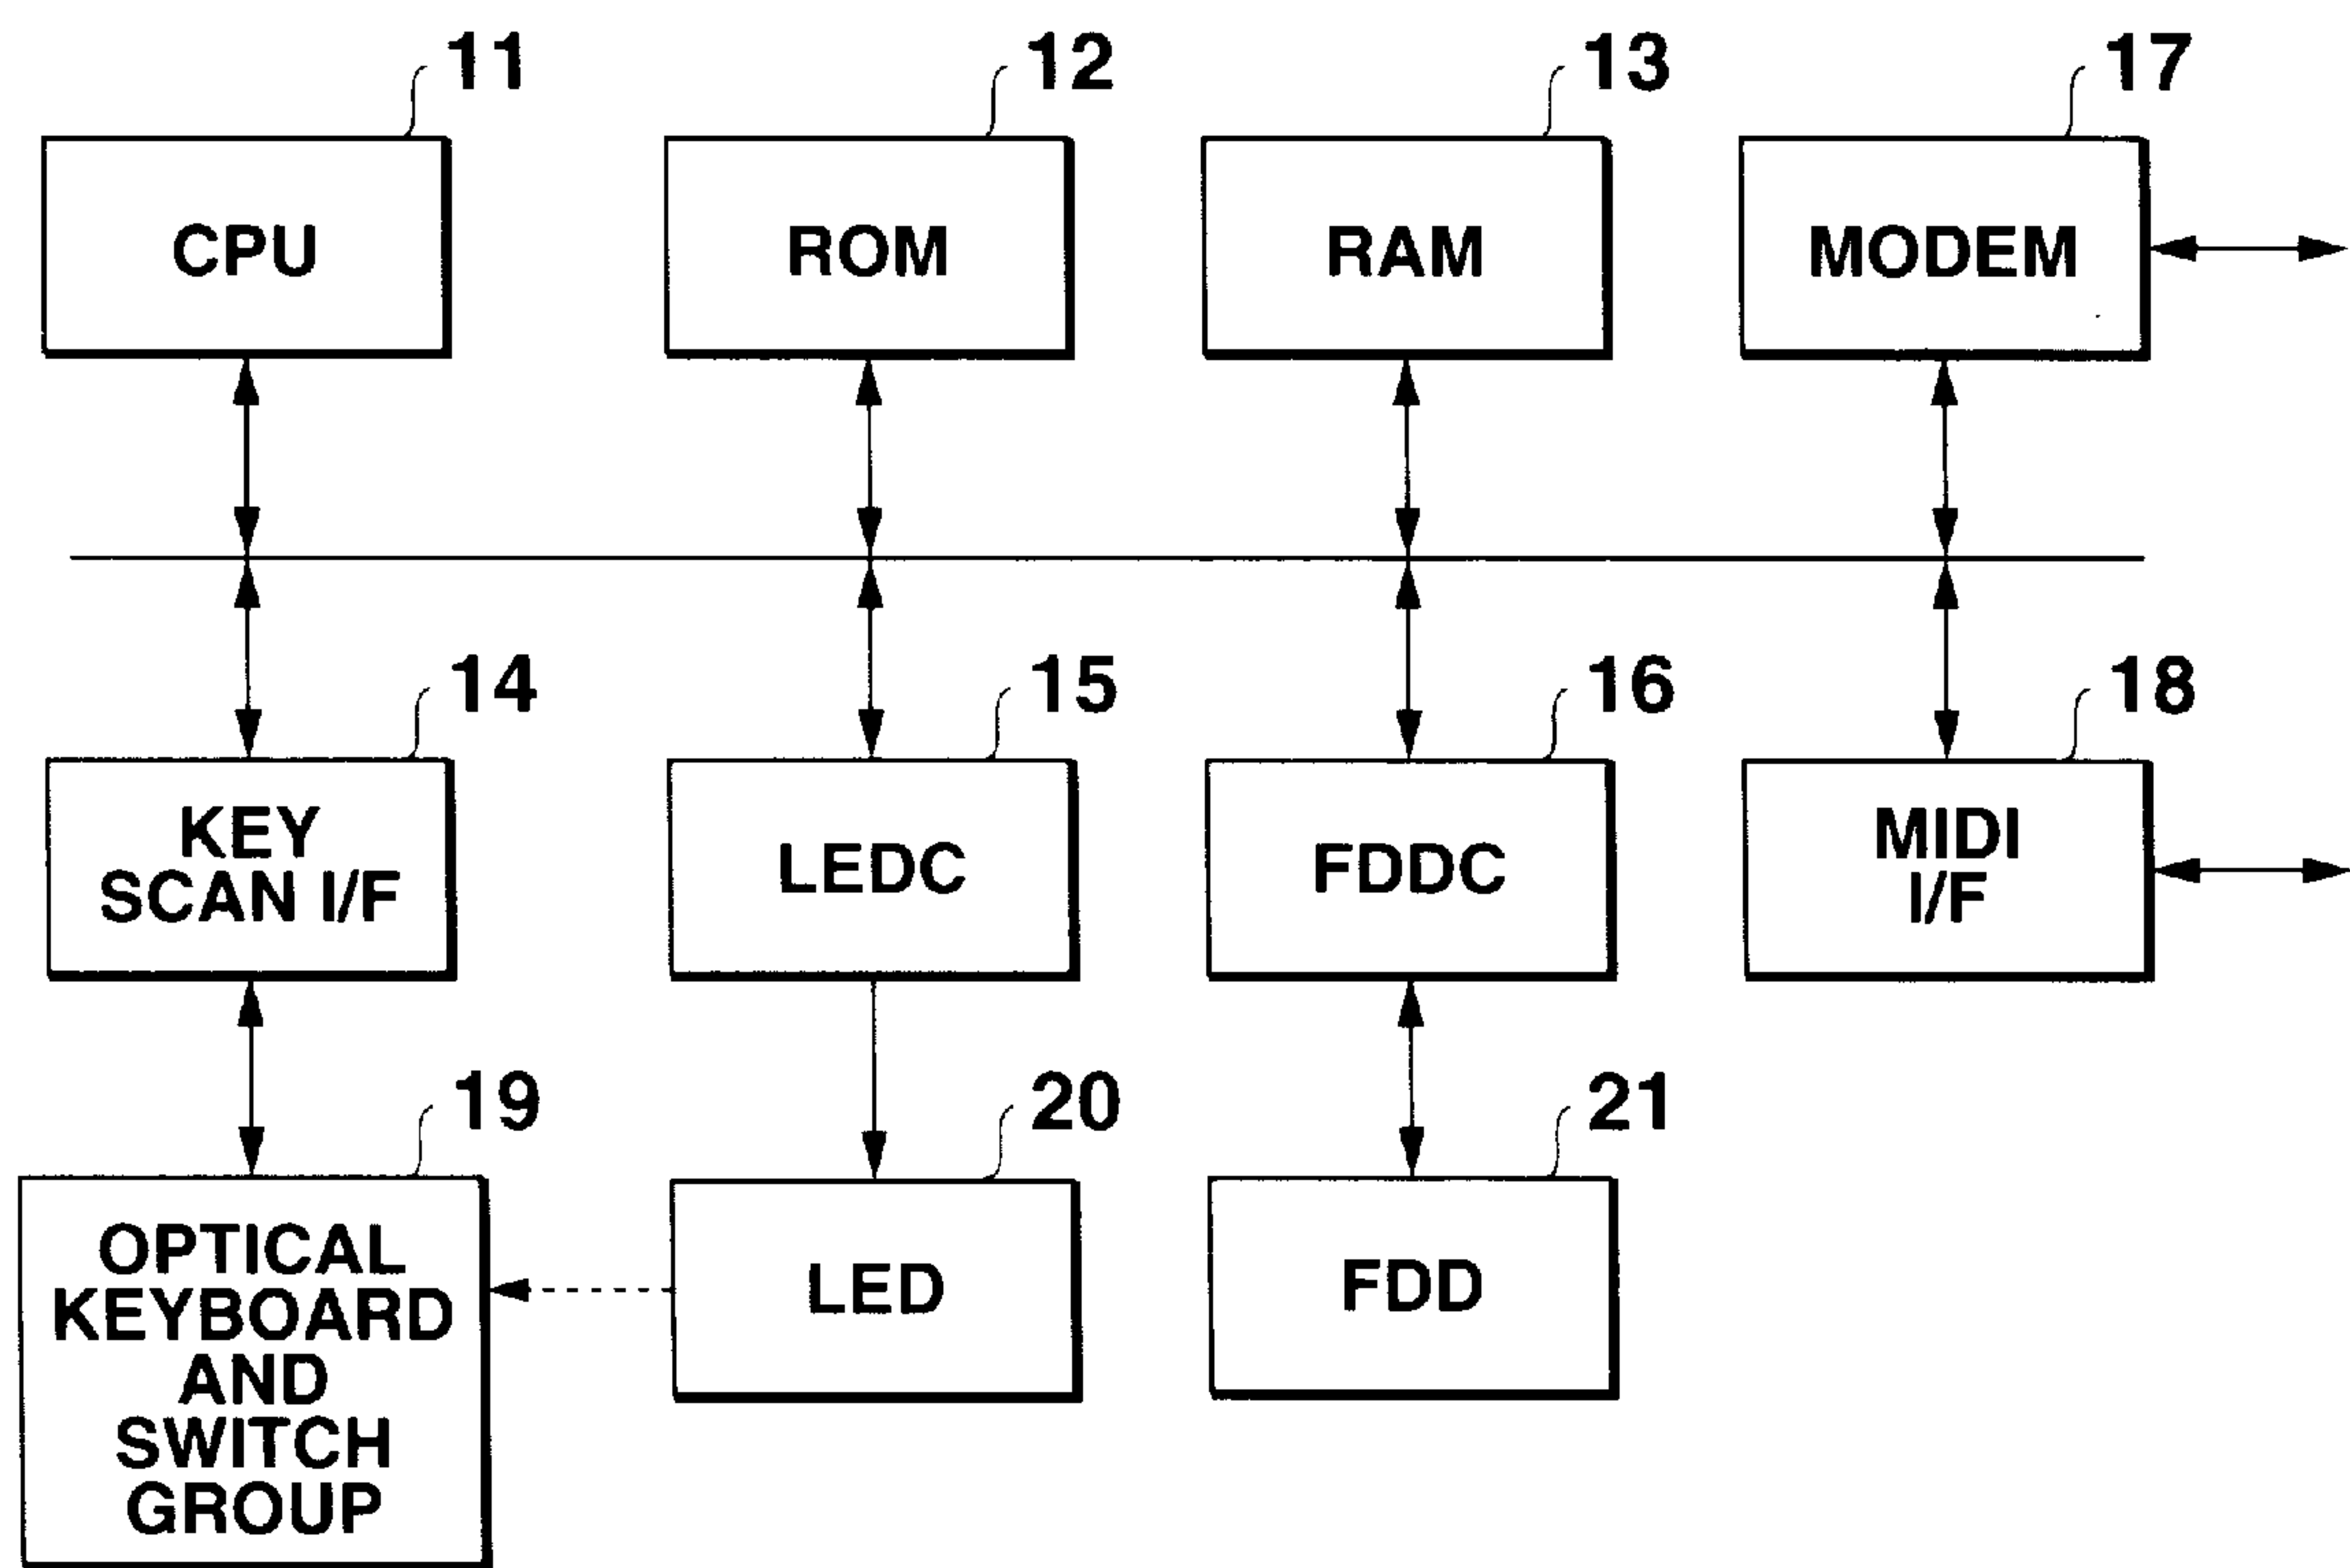 11
12
13
17
CPU
ROM
RAM
MODEM
14
15
16
18
KEY
SCAN I/F
LEDC
FDDC
MIDI
I/F
19
20
21
OPTICAL
KEYBOARD
AND
SWITCH
GROUP
LED
FDD